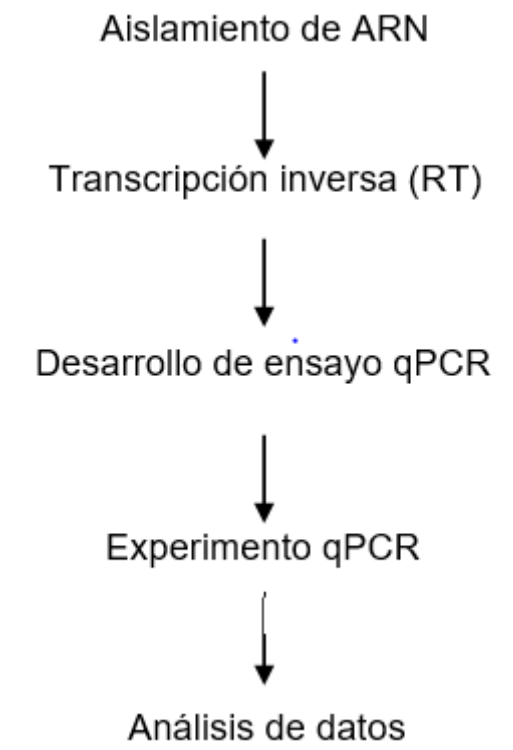 Aislamiento de ARN
Transcripción inversa (RT)
Desarrollo de ensayo qPCR
Experimento qPCR
Análisis de datos